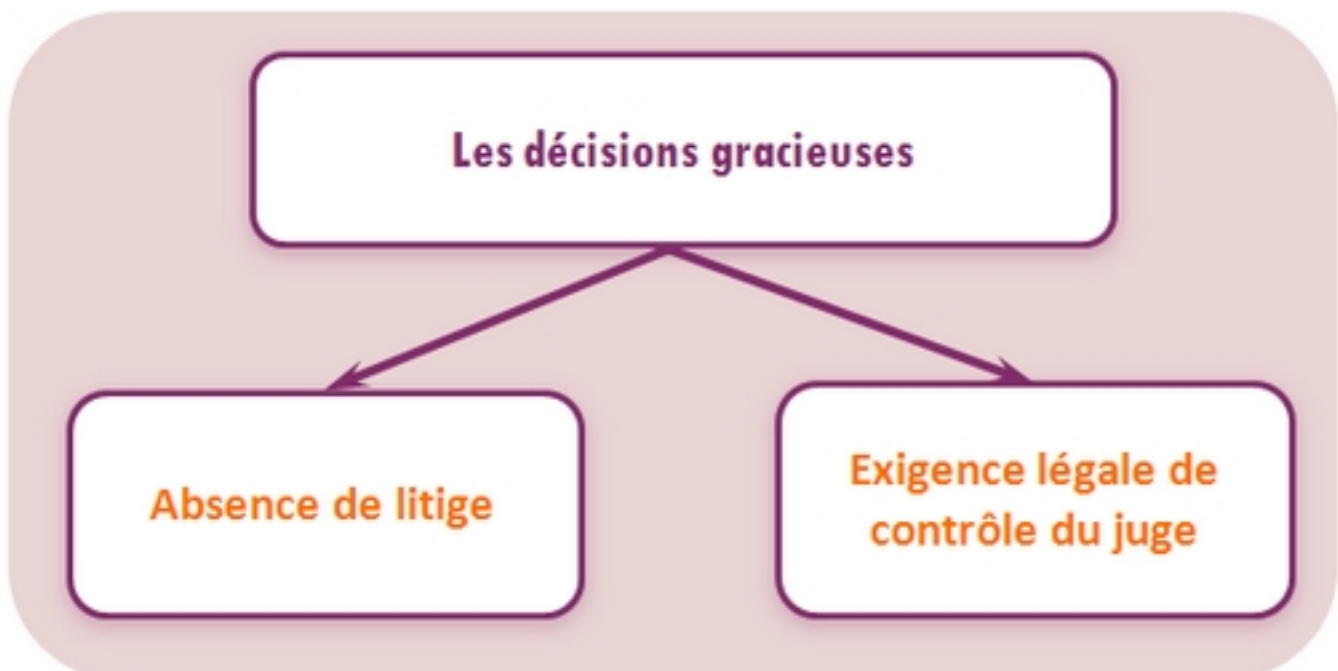 Les décisions gracieuses
Absence de litige
Exigence légale de
contrôle du juge